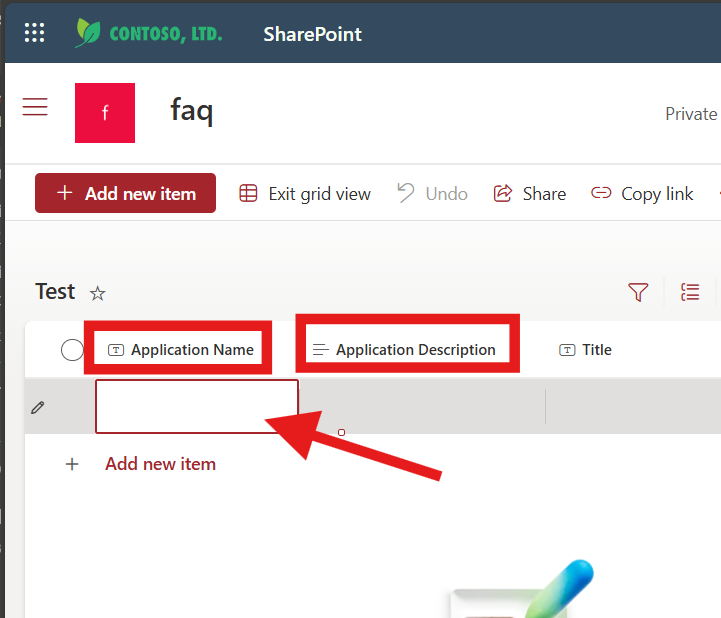 CONTOSO, LTD. SharePoint
f faq Private
Add new item Exit grid view Undo Share Copy link
Test
Application Name Application Description Title
Add new item